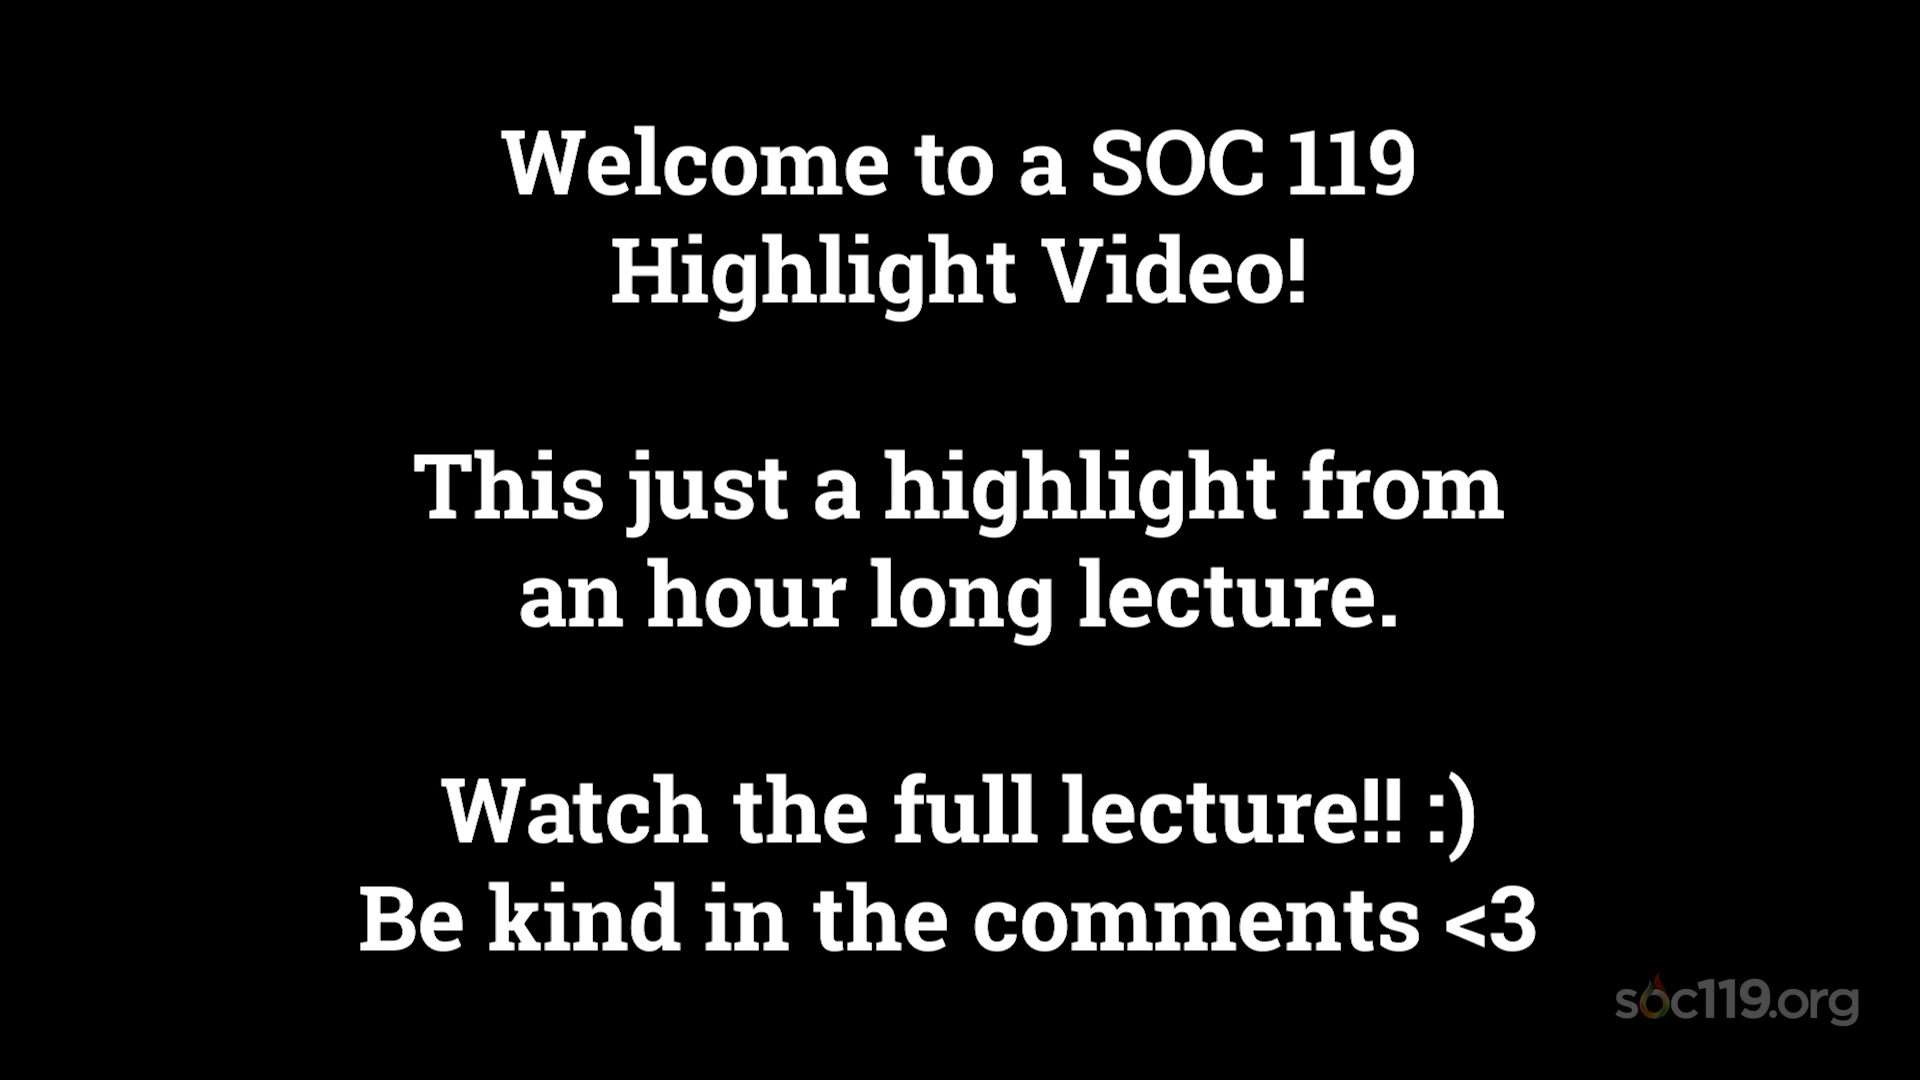 Welcome to a SOC 119
Highlight Video!
This just a highlight from
an hour long lecture.
Watch the full lecture!! :)
Be kind in the comments <3
soc119.org